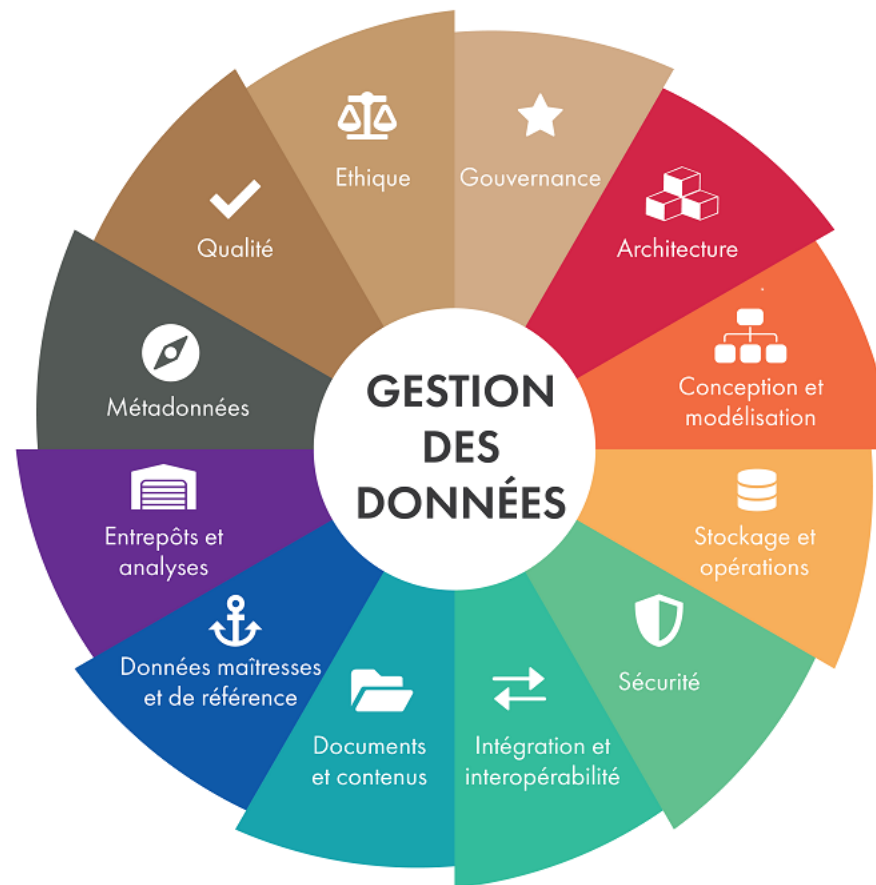 GESTION
DES
DONNÉES
Gouvernance
Architecture
Conception et
modélisation
Stockage et
opérations
Sécurité
Intégration et
interopérabilité
Documents
et contenus
Données maîtresses
et de référence
Entrepôts et
analyses
Métadonnées
Qualité
Ethique